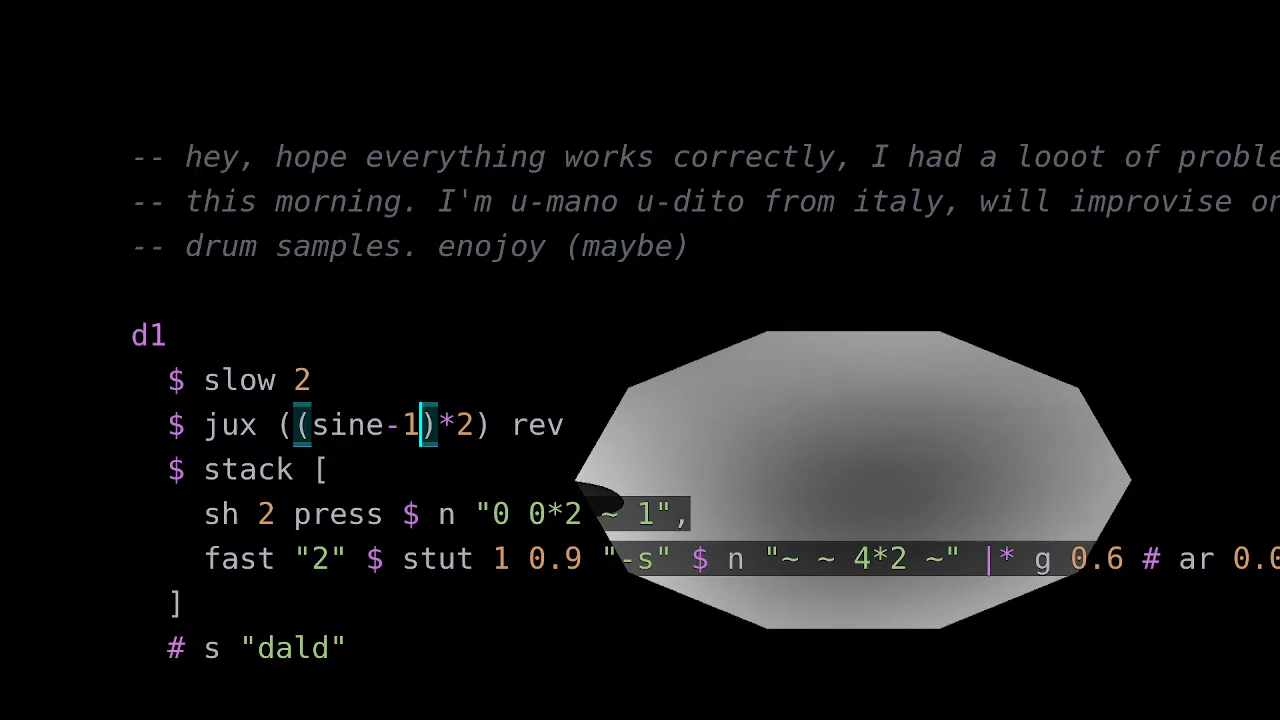 -- hey, hope everything works correctly, I had a looot of proble
-- this morning. I'm u-mano u-dito from italy, will improvise on
-- drum samples. enojoy (maybe)
d1
$ slow 2
$ jux ((sine-1)*2) rev
$ stack [
sh 2 press $ n "0 0*2 ~ 1",
fast "2" $ stut 1 0.9 "-s" $ n "~ ~ 4*2 ~" |* g 0.6 # ar 0.0
]
# s "dald"